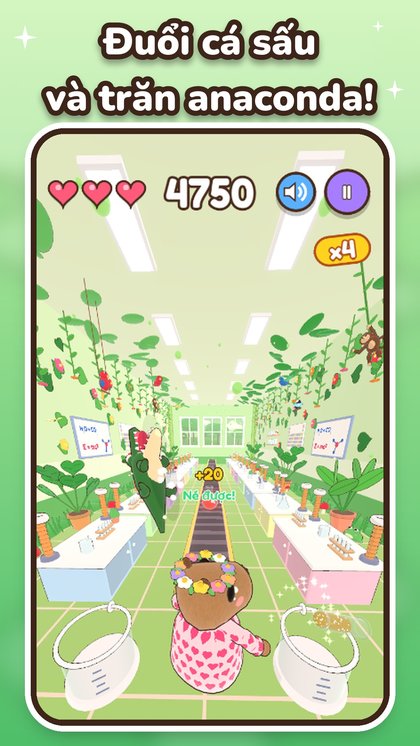 Đuổi cá sấu
và trăn anaconda!
4750
x4
+20
Né được!